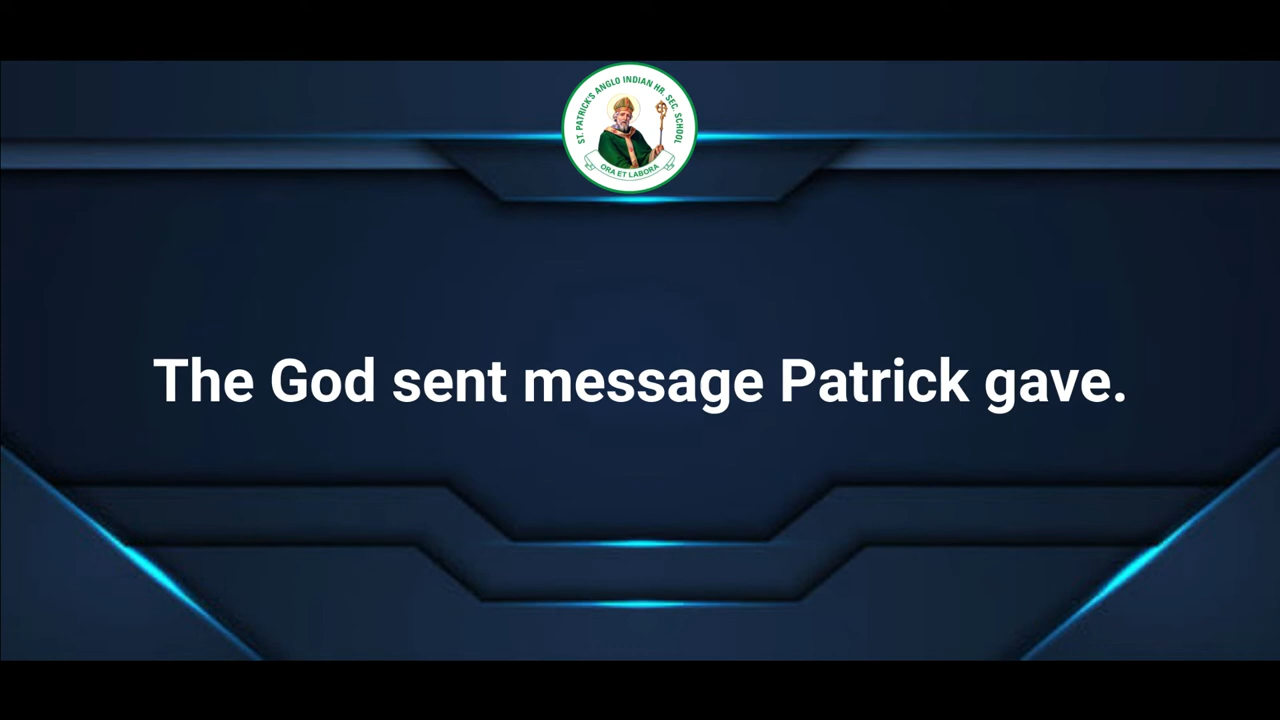 ST. PATRICK'S ANGLO INDIAN HR. SEC. SCHOOL
ORA ET LABORA
The God sent message Patrick gave.